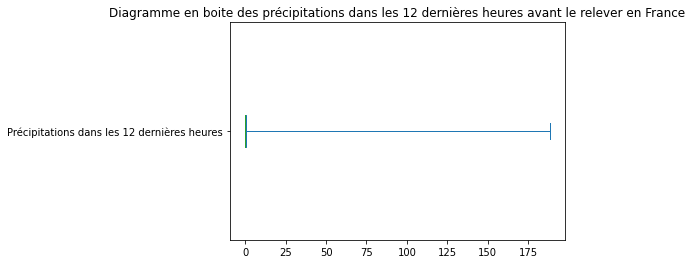 Diagramme en boite des précipitations dans les 12 dernières heures avant le relever en France
Précipitations dans les 12 dernières heures
0 25 50 75 100 125 150 175